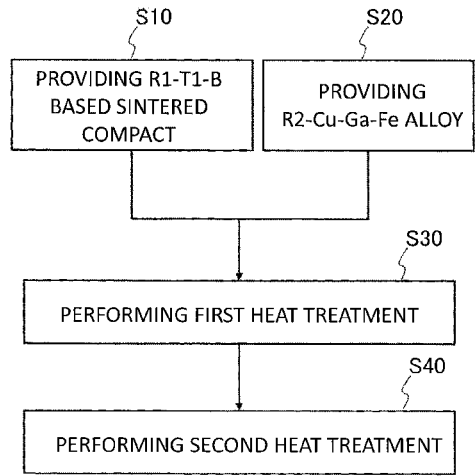 S10
PROVIDING R1-T1-B
BASED SINTERED
COMPACT
S20
PROVIDING
R2-Cu-Ga-Fe ALLOY
S30
PERFORMING FIRST HEAT TREATMENT
S40
PERFORMING SECOND HEAT TREATMENT